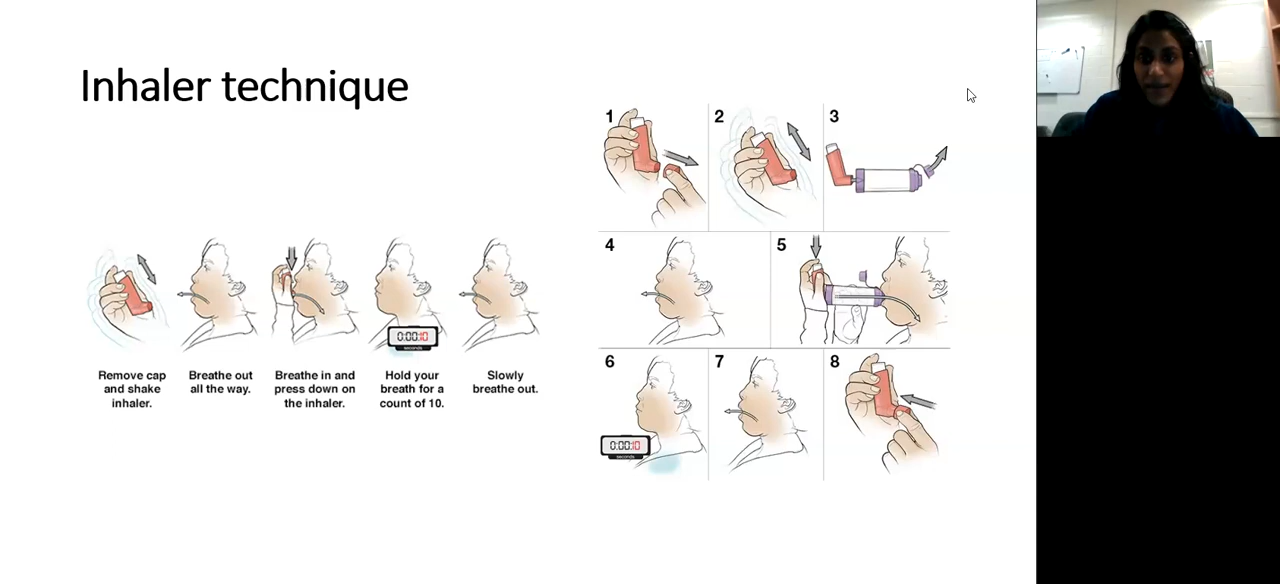 Inhaler technique
Remove cap
and shake
inhaler.
Breathe out
all the way.
Breathe in and
press down on
the inhaler.
0:00:10
seconds
Hold your
breath for a
count of 10.
Slowly
breathe out.
1
2
3
4
5
6
0:00:10
seconds
7
8